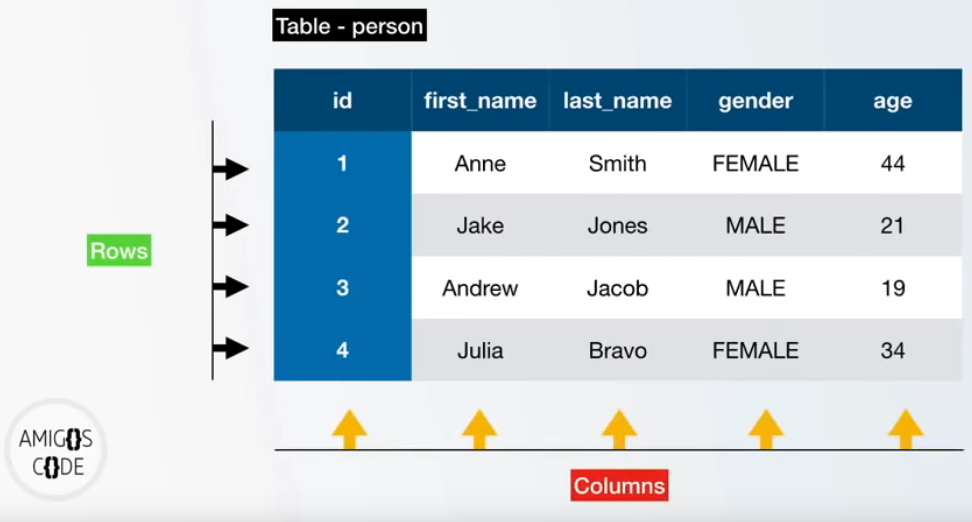 Table - person
id first_name last_name gender age
1 Anne Smith FEMALE 44
2 Jake Jones MALE 21
Rows
3 Andrew Jacob MALE 19
4 Julia Bravo FEMALE 34
AMIG{}S
C{}DE
Columns